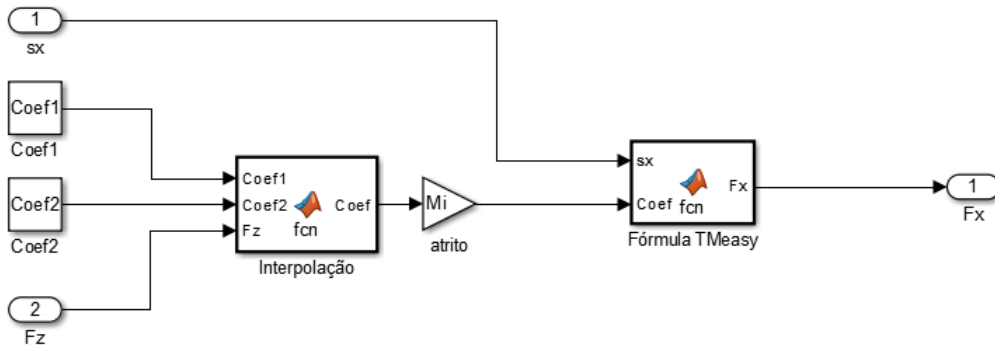 1
sx
Coef1
Coef1
Coef2
Coef2
2
Fz
Coef1
Coef2
Fz
fcn
Coef
Interpolação
Mi
atrito
sx
Coef
fcn
Fx
Fórmula TMeasy
1
Fx